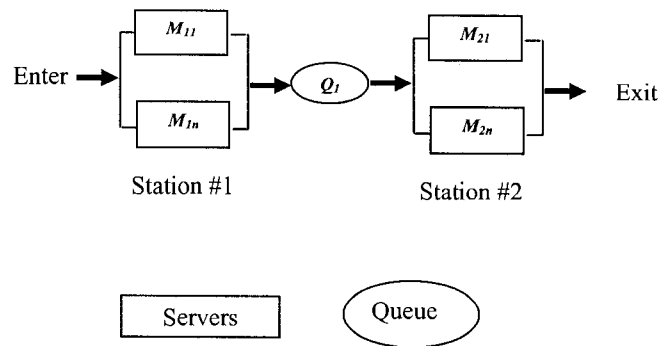 M11
M21
Enter
Q1
Exit
M1n
M2n
Station #1
Station #2
Servers
Queue